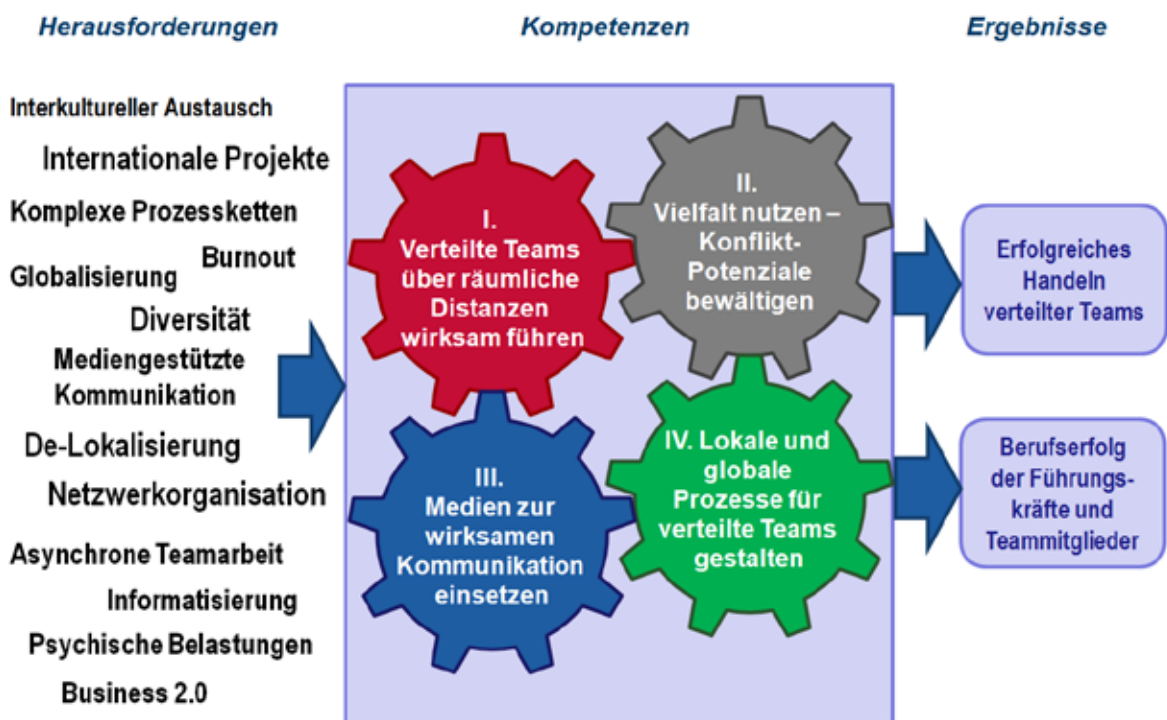 Herausforderungen
Kompetenzen
Ergebnisse
Interkultureller Austausch
Internationale Projekte
Komplexe Prozessketten
Burnout
Globalisierung
Diversität
Mediengestützte
Kommunikation
De-Lokalisierung
Netzwerkorganisation
Asynchrone Teamarbeit
Informatisierung
Psychische Belastungen
Business 2.0
I.
Verteilte Teams
über räumliche
Distanzen
wirksam führen
II.
Vielfalt nutzen –
Konflikt-
Potenziale
bewältigen
III.
Medien zur
wirksamen
Kommunikation
einsetzen
IV. Lokale und
globale
Prozesse für
verteilte Teams
gestalten
Erfolgreiches
Handeln
verteilter Teams
Berufserfolg
der Führungs-
kräfte und
Teammitglieder